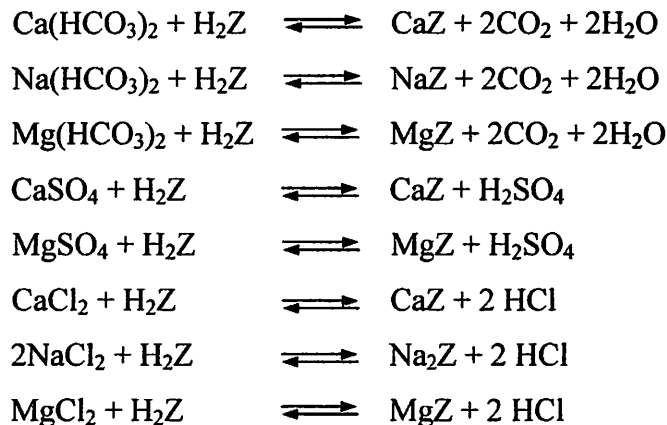 Ca(HCO₃)₂ + H₂Z ⇌ CaZ + 2CO₂ + 2H₂O
Na(HCO₃)₂ + H₂Z ⇌ NaZ + 2CO₂ + 2H₂O
Mg(HCO₃)₂ + H₂Z ⇌ MgZ + 2CO₂ + 2H₂O
CaSO₄ + H₂Z ⇌ CaZ + H₂SO₄
MgSO₄ + H₂Z ⇌ MgZ + H₂SO₄
CaCl₂ + H₂Z ⇌ CaZ + 2 HCl
2NaCl₂ + H₂Z ⇌ Na₂Z + 2 HCl
MgCl₂ + H₂Z ⇌ MgZ + 2 HCl